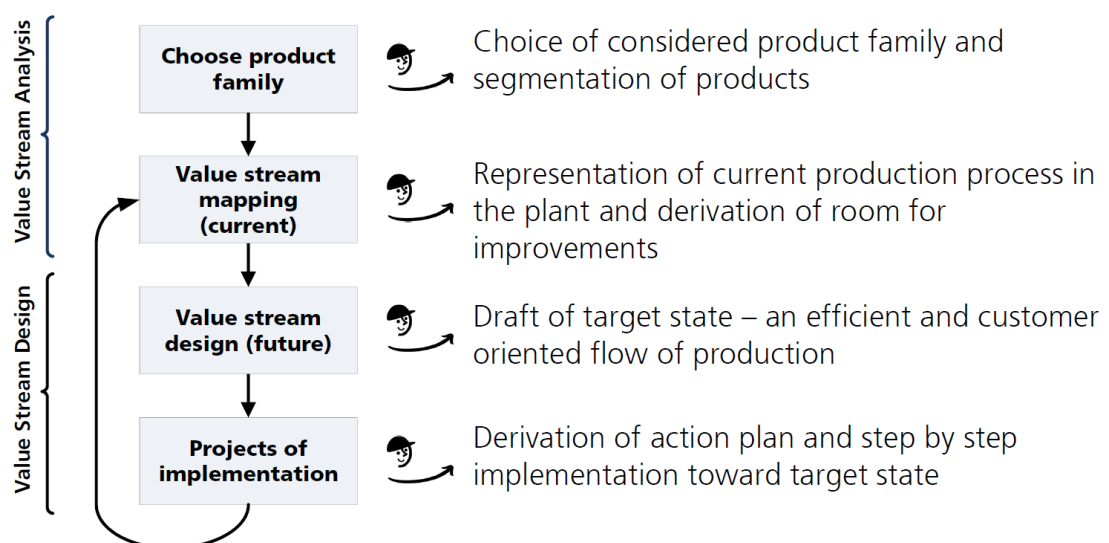 Value Stream Analysis
Choose product
family
Choice of considered product family and
segmentation of products
Value stream
mapping
(current)
Representation of current production process in
the plant and derivation of room for
improvements
Value Stream Design
Value stream
design (future)
Draft of target state – an efficient and customer
oriented flow of production
Projects of
implementation
Derivation of action plan and step by step
implementation toward target state